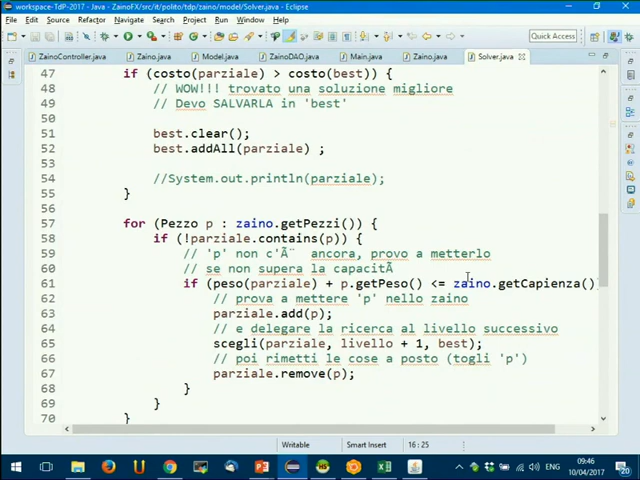 workspace-TdP-2017 - Java - ZainoFX/src/it/polito/tdp/zaino/model/Solver.java - Eclipse
File Edit Source Refactor Navigate Search Project Run Window Help
Quick Access
ZainoController.java Zaino.java Model.java ZainoDAO.java Main.java Zaino.java Solver.java
47 if (costo(parziale) > costo(best)) {
48 // WOW!!! trovato una soluzione migliore
49 // Devo SALVARLA in 'best'
50
51 best.clear();
52 best.addAll(parziale) ;
53
54 //System.out.println(parziale);
55 }
56
57 for (Pezzo p : zaino.getPezzi()) {
58 if (!parziale.contains(p)) {
59 // 'p' non c'Ã¨ ancora, provo a metterlo
60 // se non supera la capacitÃ
61 if (peso(parziale) + p.getPeso() <= zaino.getCapienza()
62 // prova a mettere 'p' nello zaino
63 parziale.add(p);
64 // e delegare la ricerca al livello successivo
65 scegli(parziale, livello + 1, best);
66 // poi rimetti le cose a posto (togli 'p')
67 parziale.remove(p);
68 }
69 }
70 }
Writable Smart Insert 16 : 25
09:46
10/04/2017
20